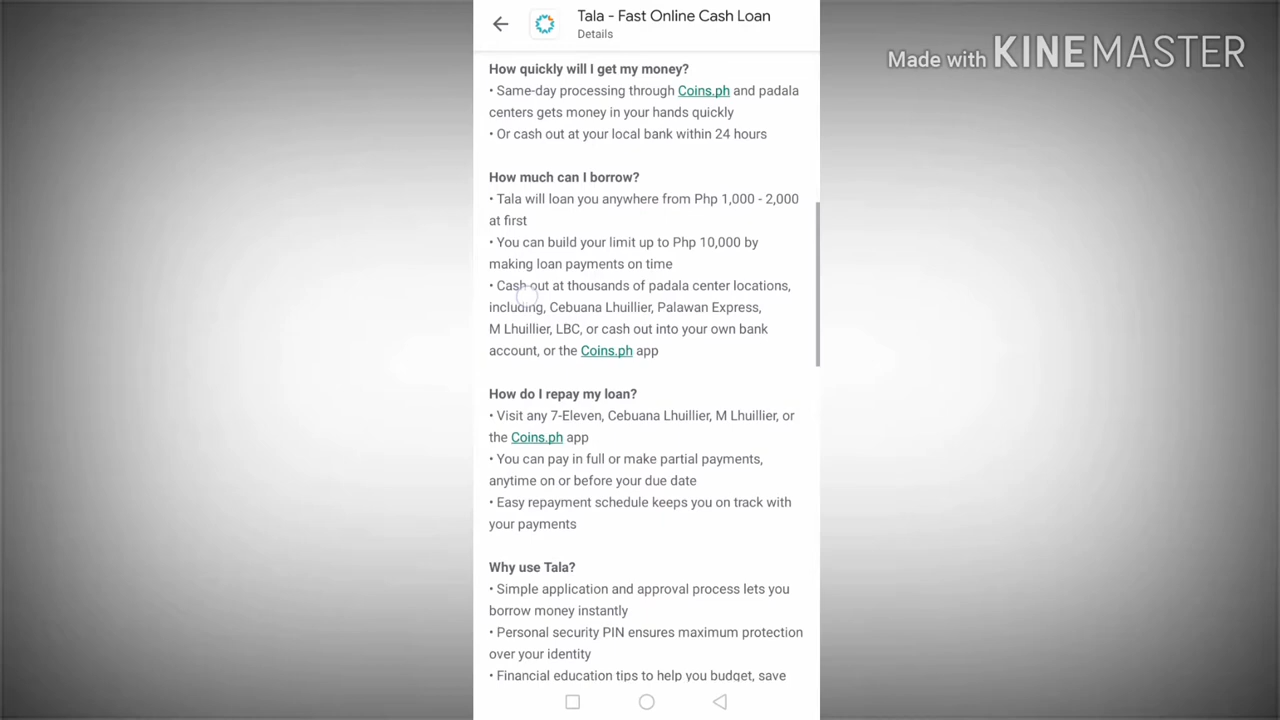 Tala - Fast Online Cash Loan
Details
Made with KINEMASTER
How quickly will I get my money?
• Same-day processing through Coins.ph and padala
centers gets money in your hands quickly
• Or cash out at your local bank within 24 hours
How much can I borrow?
• Tala will loan you anywhere from Php 1,000 - 2,000
at first
• You can build your limit up to Php 10,000 by
making loan payments on time
• Cash out at thousands of padala center locations,
including, Cebuana Lhuillier, Palawan Express,
M Lhuillier, LBC, or cash out into your own bank
account, or the Coins.ph app
How do I repay my loan?
• Visit any 7-Eleven, Cebuana Lhuillier, M Lhuillier, or
the Coins.ph app
• You can pay in full or make partial payments,
anytime on or before your due date
• Easy repayment schedule keeps you on track with
your payments
Why use Tala?
• Simple application and approval process lets you
borrow money instantly
• Personal security PIN ensures maximum protection
over your identity
• Financial education tips to help you budget, save